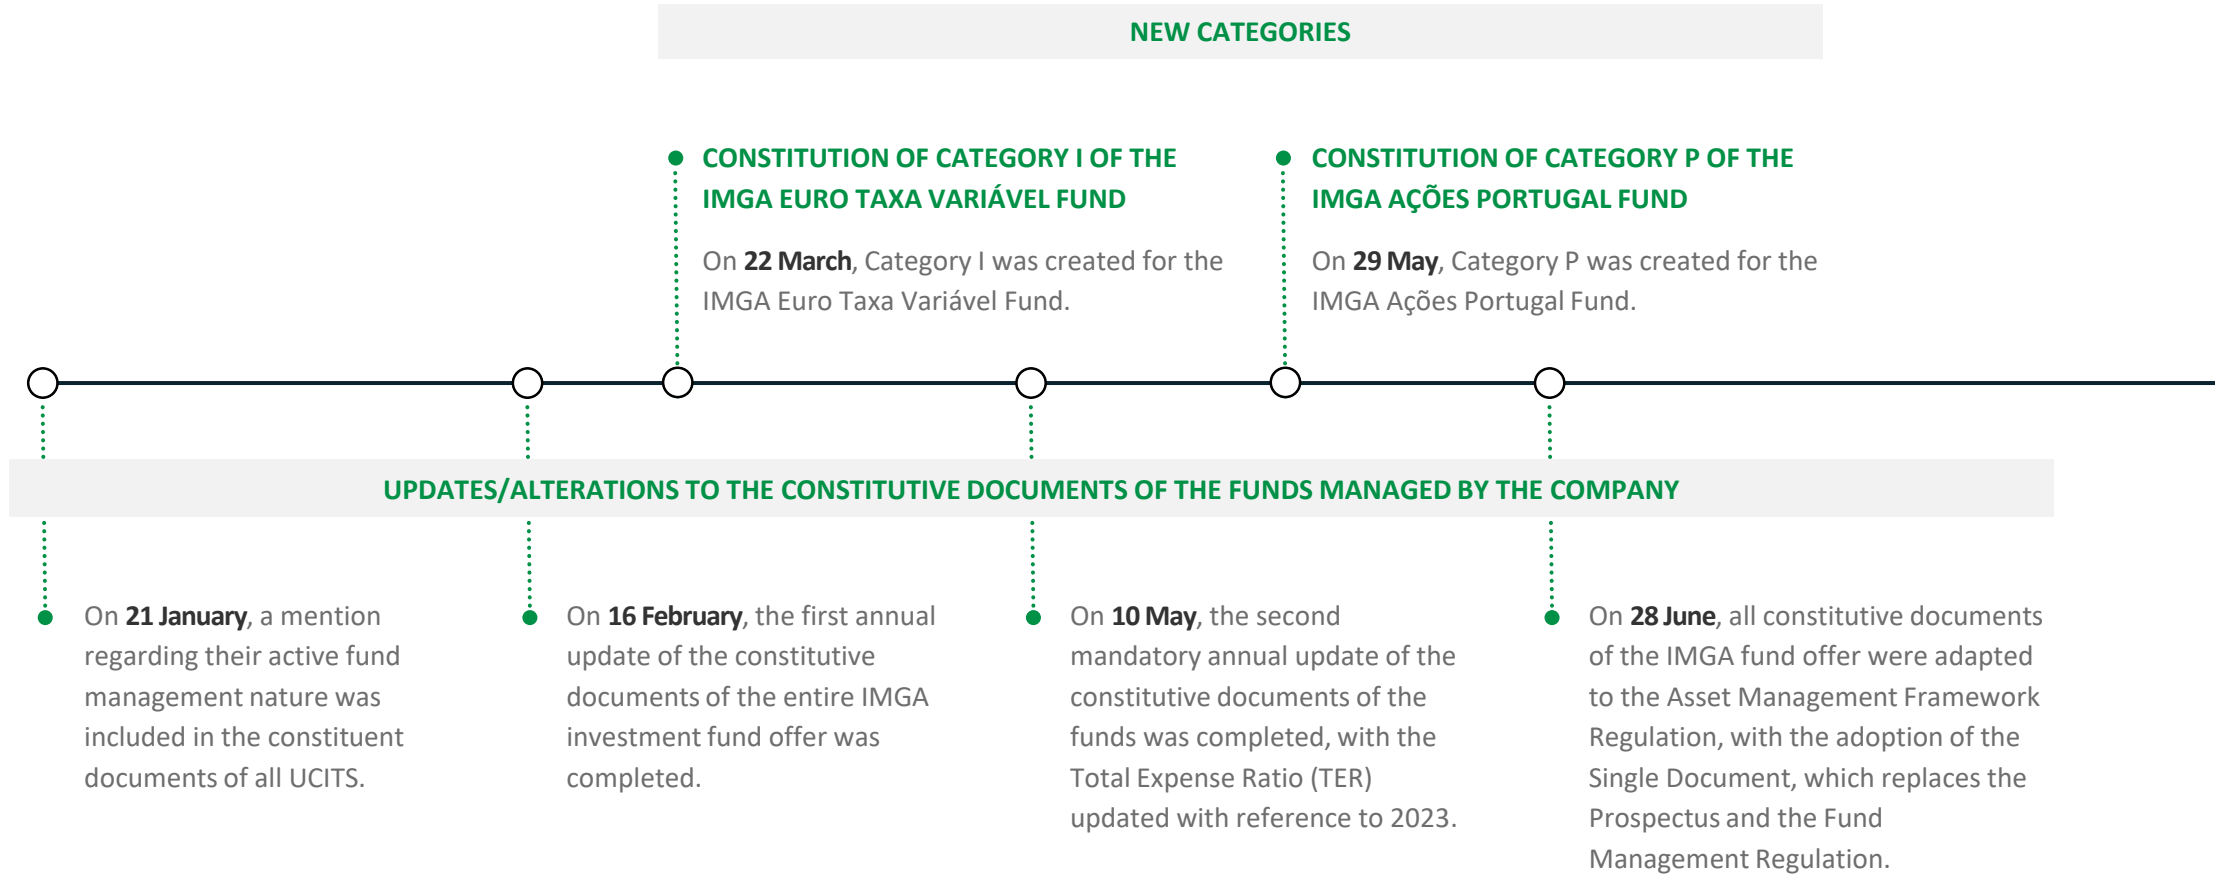 NEW CATEGORIES
CONSTITUTION OF CATEGORY I OF THE
IMGA EURO TAXA VARIÁVEL FUND
On 22 March, Category I was created for the
IMGA Euro Taxa Variável Fund.
CONSTITUTION OF CATEGORY P OF THE
IMGA AÇÕES PORTUGAL FUND
On 29 May, Category P was created for the
IMGA Ações Portugal Fund.
UPDATES/ALTERATIONS TO THE CONSTITUTIVE DOCUMENTS OF THE FUNDS MANAGED BY THE COMPANY
On 21 January, a mention
regarding their active fund
management nature was
included in the constituent
documents of all UCITS.
On 16 February, the first annual
update of the constitutive
documents of the entire IMGA
investment fund offer was
completed.
On 10 May, the second
mandatory annual update of the
constitutive documents of the
funds was completed, with the
Total Expense Ratio (TER)
updated with reference to 2023.
On 28 June, all constitutive documents
of the IMGA fund offer were adapted
to the Asset Management Framework
Regulation, with the adoption of the
Single Document, which replaces the
Prospectus and the Fund
Management Regulation.